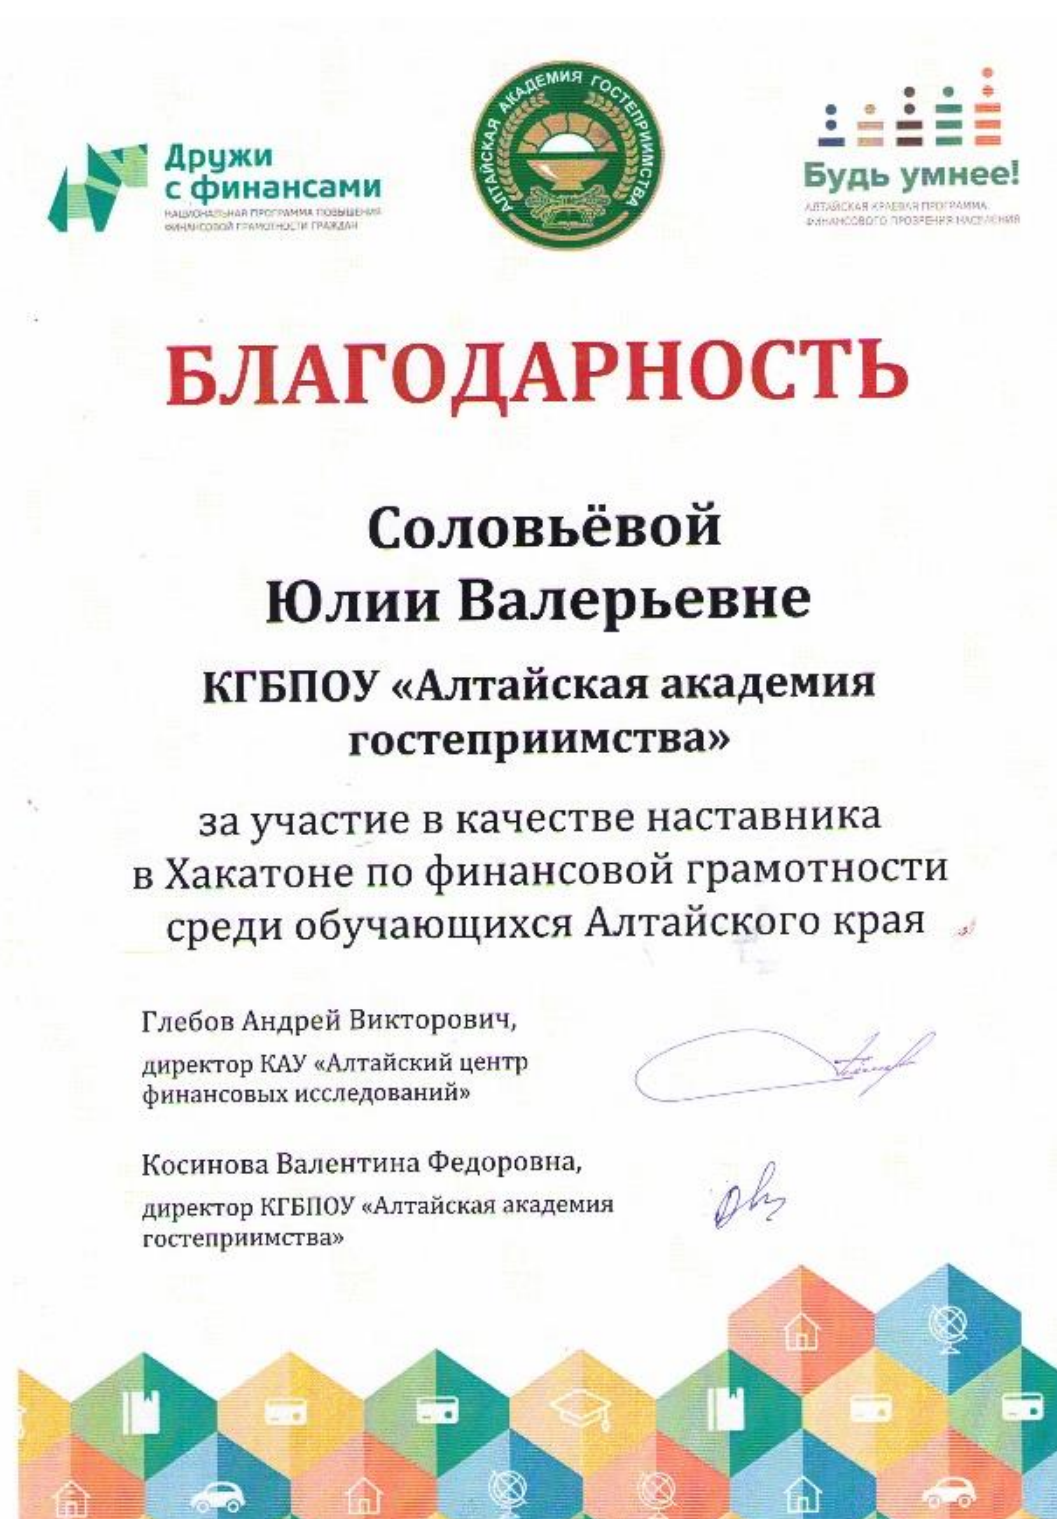 Дружи
с финансами
НАЦИОНАЛЬНАЯ ПРОГРАММА ПОВЫШЕНИЯ
ФИНАНСОВОЙ ГРАМОТНОСТИ ГРАЖДАН
АЛТАЙСКАЯ АКАДЕМИЯ ГОСТЕПРИИМСТВА
Будь умнее!
АЛТАЙСКАЯ КРАЕВАЯ ПРОГРАММА
ФИНАНСОВОГО ПРОЗРЕНИЯ НАСЕЛЕНИЯ
БЛАГОДАРНОСТЬ
Соловьёвой
Юлии Валерьевне
КГБПОУ «Алтайская академия
гостеприимства»
за участие в качестве наставника
в Хакатоне по финансовой грамотности
среди обучающихся Алтайского края
Глебов Андрей Викторович,
директор КАУ «Алтайский центр
финансовых исследований»
Косинова Валентина Федоровна,
директор КГБПОУ «Алтайская академия
гостеприимства»